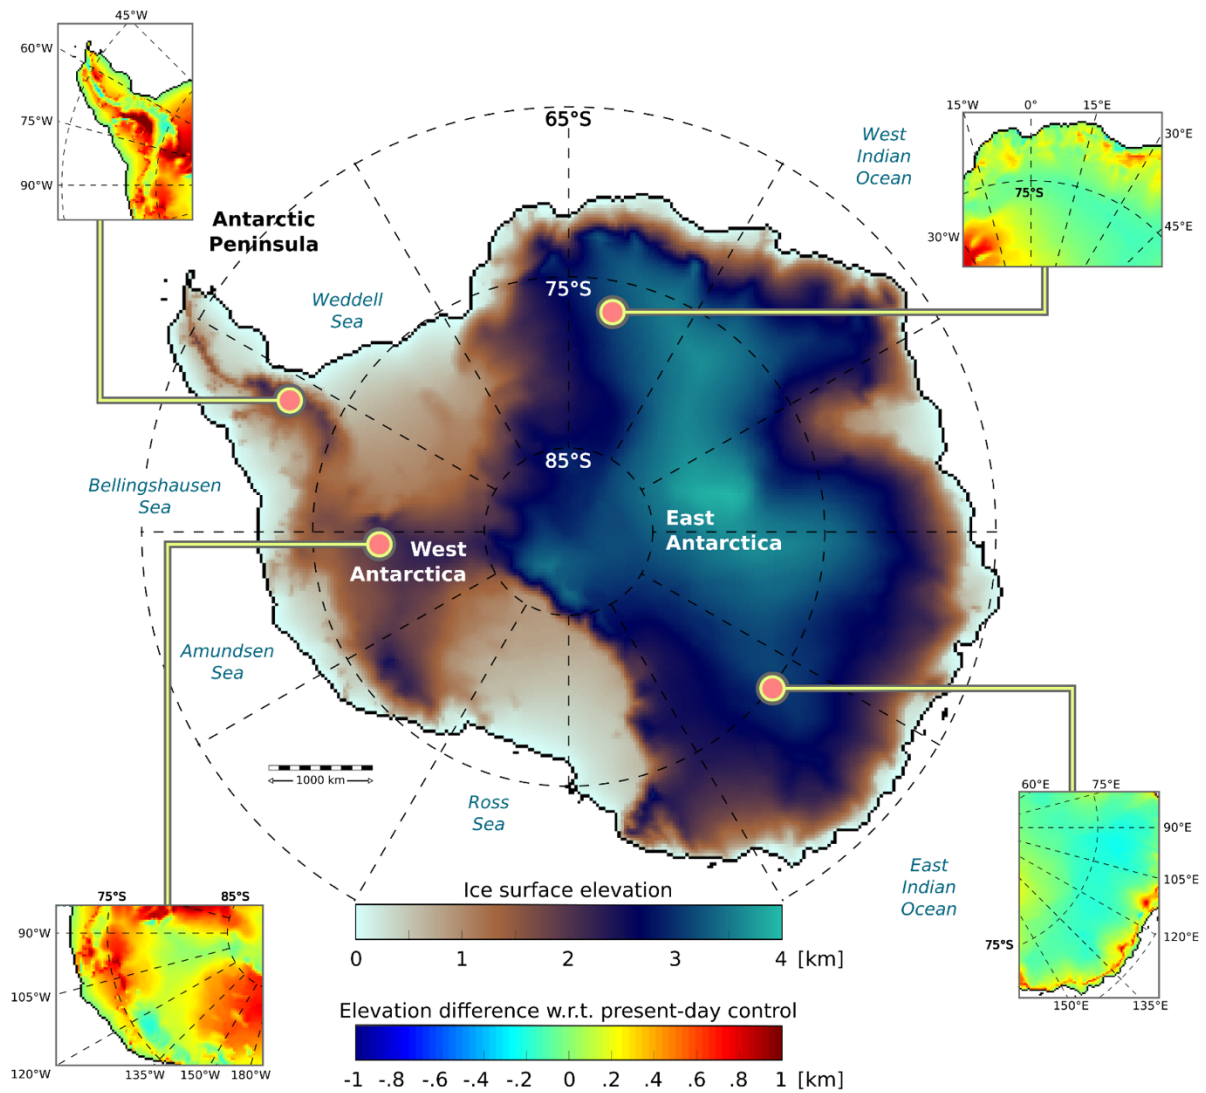 45°W
60°W
75°W
90°W
Antarctic
Peninsula
65°S
75°S
85°S
West
Indian
Ocean
15°W 0° 15°E
30°E
75°S
45°E
30°W
Weddell
Sea
Bellingshausen
Sea
East
Antarctica
West
Antarctica
Amundsen
Sea
1000 km
Ross
Sea
East
Indian
Ocean
60°E 75°E
90°E
105°E
120°E
75°S
150°E 135°E
75°S 85°S
90°W
105°W
120°W 135°W 150°W 180°W
Ice surface elevation
0 1 2 3 4 [km]
Elevation difference w.r.t. present-day control
-1 -.8 -.6 -.4 -.2 0 .2 .4 .6 .8 1 [km]